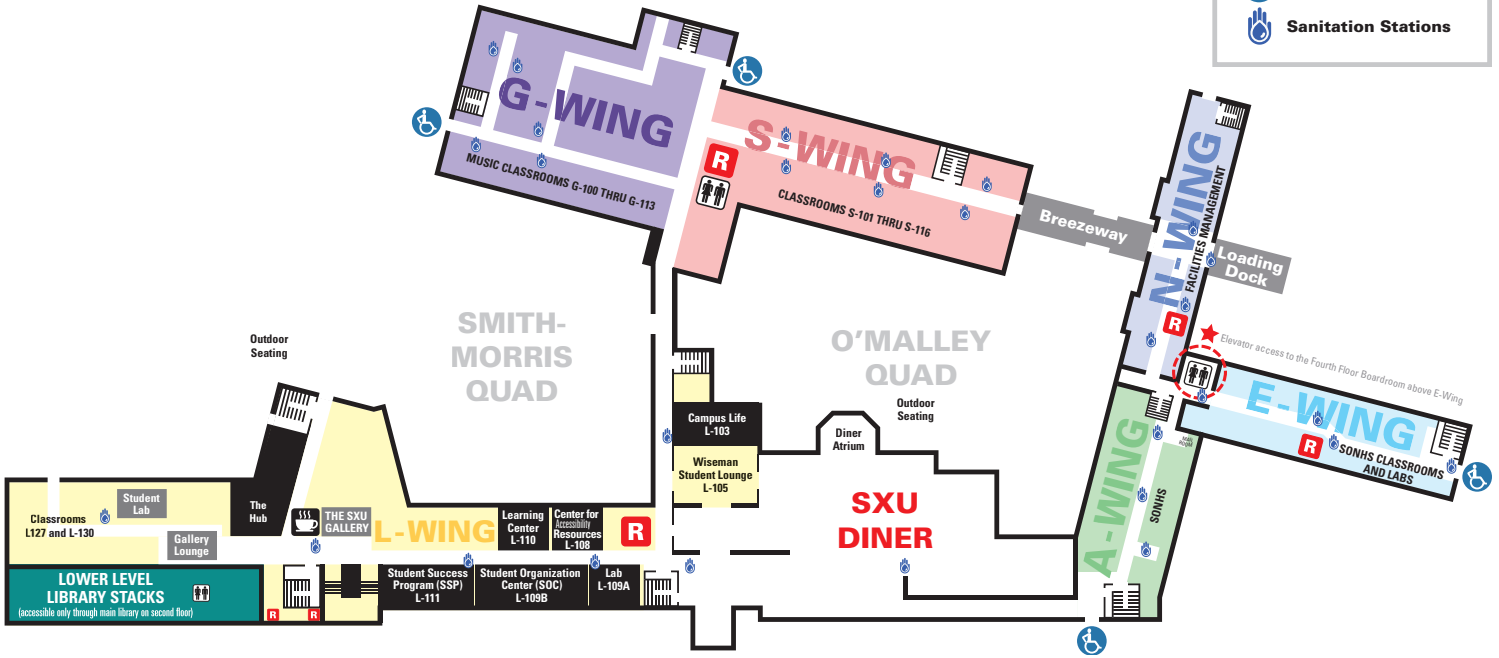 Sanitation Stations
G-WING
MUSIC CLASSROOMS G-100 THRU G-113
R
S-WING
CLASSROOMS S-101 THRU S-116
Breezeway
N-WING
FACILITIES MANAGEMENT
Loading
Dock
R
Elevator access to the Fourth Floor Boardroom above E-Wing
E-WING
R
SONHS CLASSROOMS
AND LABS
A-WING
SONHS
SMITH-
MORRIS
QUAD
O'MALLEY
QUAD
Outdoor
Seating
Outdoor
Seating
Campus Life
L-103
Wiseman
Student Lounge
L-105
Diner
Atrium
SXU
DINER
Student
Lab
Classrooms
L127 and L-130
Gallery
Lounge
The
Hub
THE SXU
GALLERY
L-WING
Learning
Center
L-110
Center for
Accessibility
Resources
L-108
R
LOWER LEVEL
LIBRARY STACKS
(accessible only through main library on second floor)
R
R
Student Success
Program (SSP)
L-111
Student Organization
Center (SOC)
L-109B
Lab
L-109A